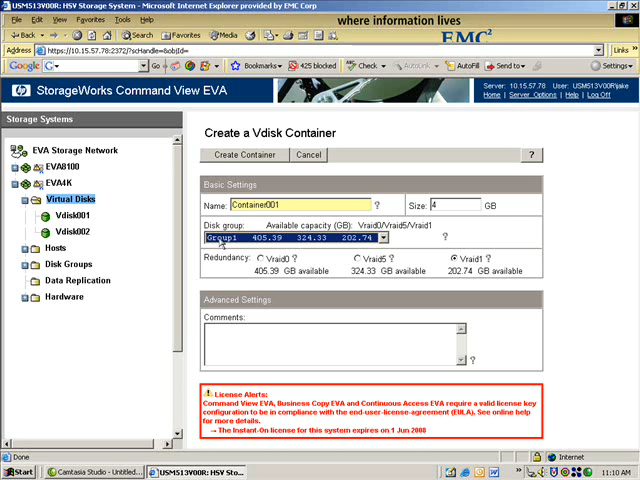 USM513V00R: HSV Storage System - Microsoft Internet Explorer provided by EMC Corp
File View Favorites Tools Help
where information lives
EMC²
Back Search Favorites Media
Address https://10.15.57.78:2372/?scHandle=&objId= Links
Google Go Bookmarks 425 blocked Check AutoLink AutoFill Send to Settings
hp StorageWorks Command View EVA
Server: 10.15.57.78 User: USM513V00R\jake
Home | Server Options | Help | Log Off
Storage Systems
EVA Storage Network
EVA8100
EVA4K
Virtual Disks
Vdisk001
Vdisk002
Hosts
Disk Groups
Data Replication
Hardware
Create a Vdisk Container
Create Container Cancel ?
Basic Settings
Name: Container001 ? Size: 4 GB
Disk group: Available capacity (GB): Vraid0/Vraid5/Vraid1
Group1 405.39 324.33 202.74 ?
Redundancy: Vraid0 ? Vraid5 ? Vraid1 ?
405.39 GB available 324.33 GB available 202.74 GB available
Advanced Settings
Comments:
?
License Alerts:
Command View EVA, Business Copy EVA and Continuous Access EVA require a valid license key
configuration to be in compliance with the end-user-license-agreement (EULA). See online help
for more details.
→ The Instant-On license for this system expires on 1 Jun 2008
Done Internet
Start Camtasia Studio - Untitled... USM513V00R: HSV Sto... 11:10 AM